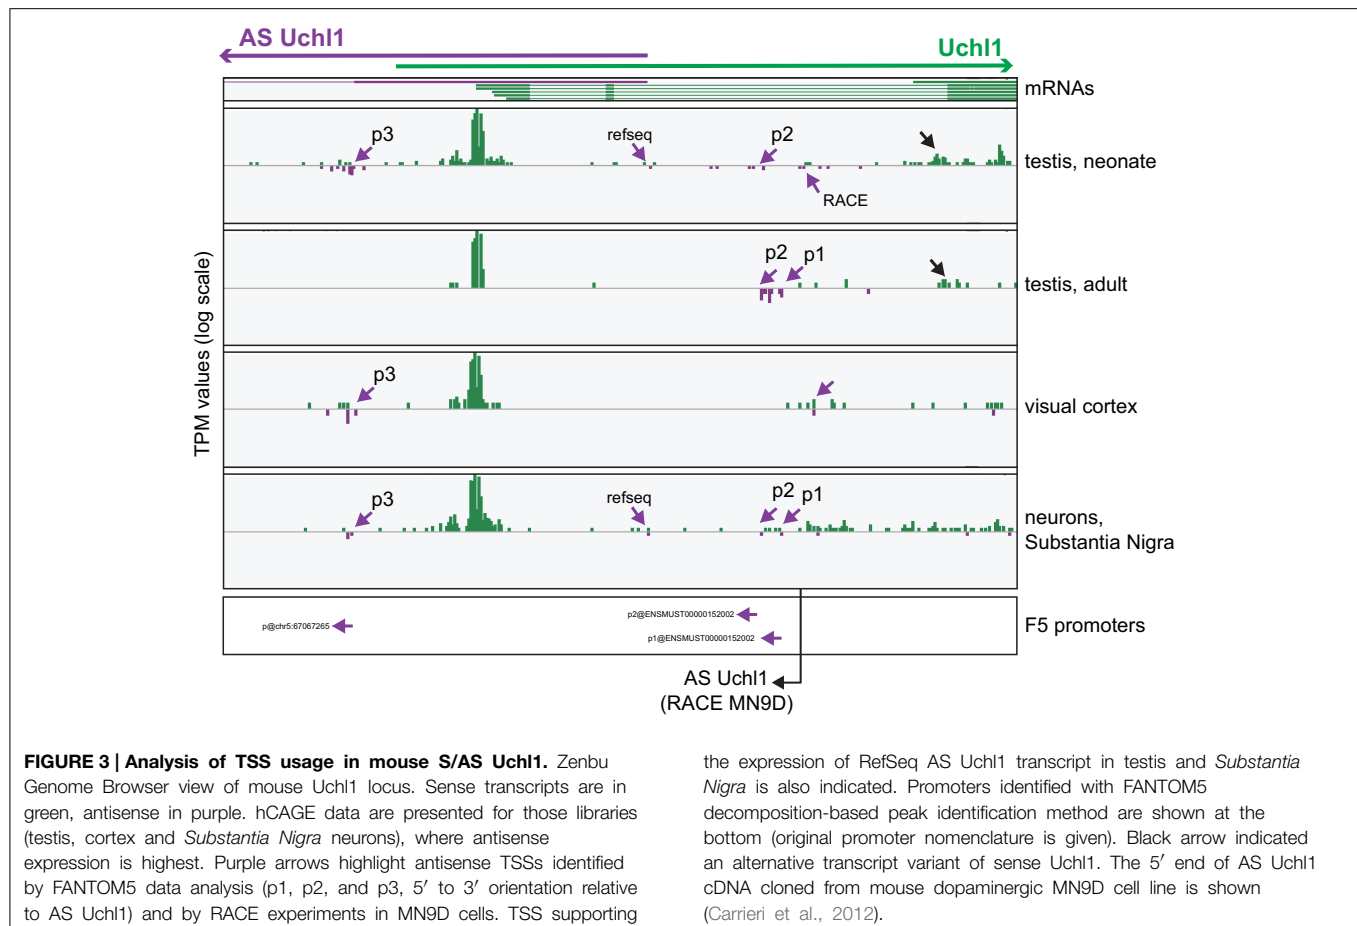 AS Uchl1
Uchl1
mRNAs
p3
refseq
p2
testis, neonate
RACE
p2
p1
testis, adult
TPM values (log scale)
p3
visual cortex
p3
refseq
p2
p1
neurons,
Substantia Nigra
p2@ENSMUST00000152002
p@chr5:67067265
F5 promoters
p1@ENSMUST00000152002
AS Uchl1
(RACE MN9D)
FIGURE 3 | Analysis of TSS usage in mouse S/AS Uchl1. Zenbu
Genome Browser view of mouse Uchl1 locus. Sense transcripts are in
green, antisense in purple. hCAGE data are presented for those libraries
(testis, cortex and Substantia Nigra neurons), where antisense
expression is highest. Purple arrows highlight antisense TSSs identified
by FANTOM5 data analysis (p1, p2, and p3, 5′ to 3′ orientation relative
to AS Uchl1) and by RACE experiments in MN9D cells. TSS supporting
the expression of RefSeq AS Uchl1 transcript in testis and Substantia
Nigra is also indicated. Promoters identified with FANTOM5
decomposition-based peak identification method are shown at the
bottom (original promoter nomenclature is given). Black arrow indicated
an alternative transcript variant of sense Uchl1. The 5′ end of AS Uchl1
cDNA cloned from mouse dopaminergic MN9D cell line is shown
(Carrieri et al., 2012).